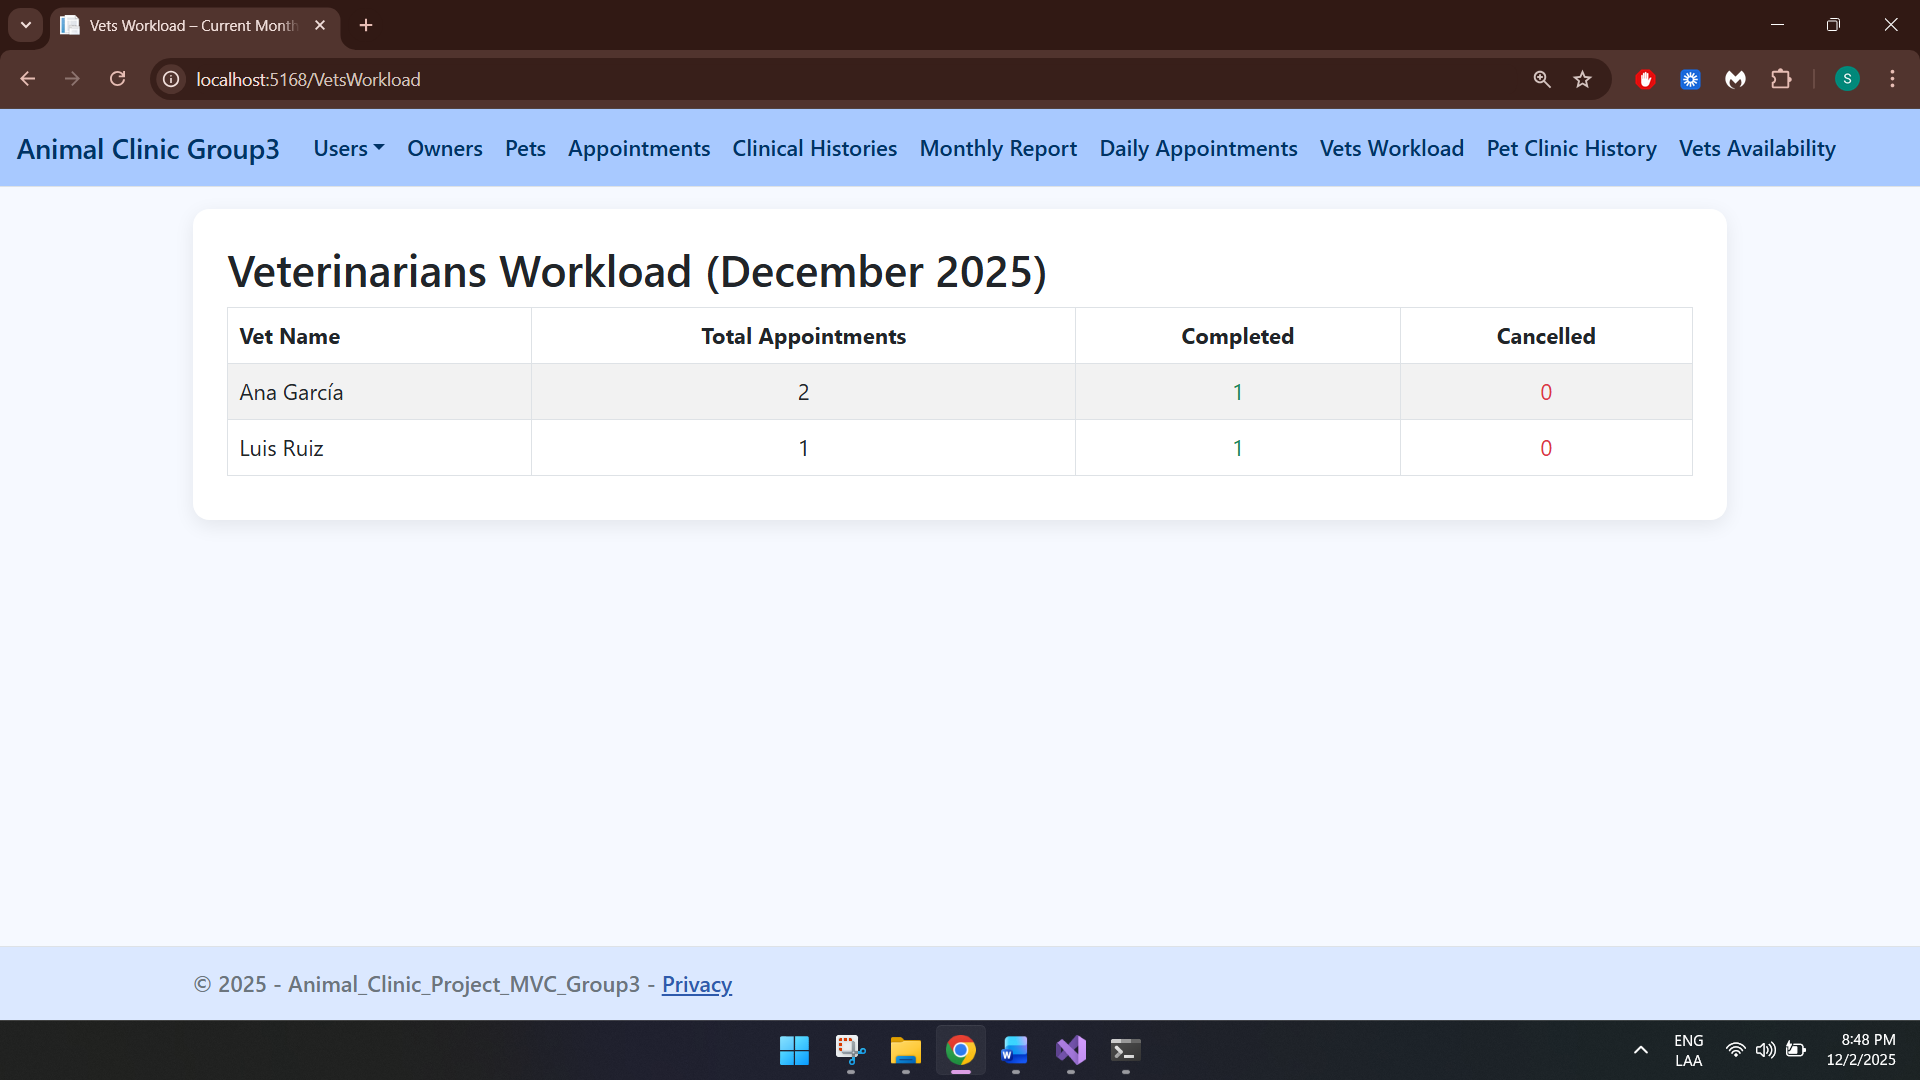 Vets Workload – Current Month
localhost:5168/VetsWorkload
S
Animal Clinic Group3 Users Owners Pets Appointments Clinical Histories Monthly Report Daily Appointments Vets Workload Pet Clinic History Vets Availability
Veterinarians Workload (December 2025)
Vet Name Total Appointments Completed Cancelled
Ana García 2 1 0
Luis Ruiz 1 1 0
© 2025 - Animal_Clinic_Project_MVC_Group3 - Privacy
W
ENG
LAA
8:48 PM
12/2/2025